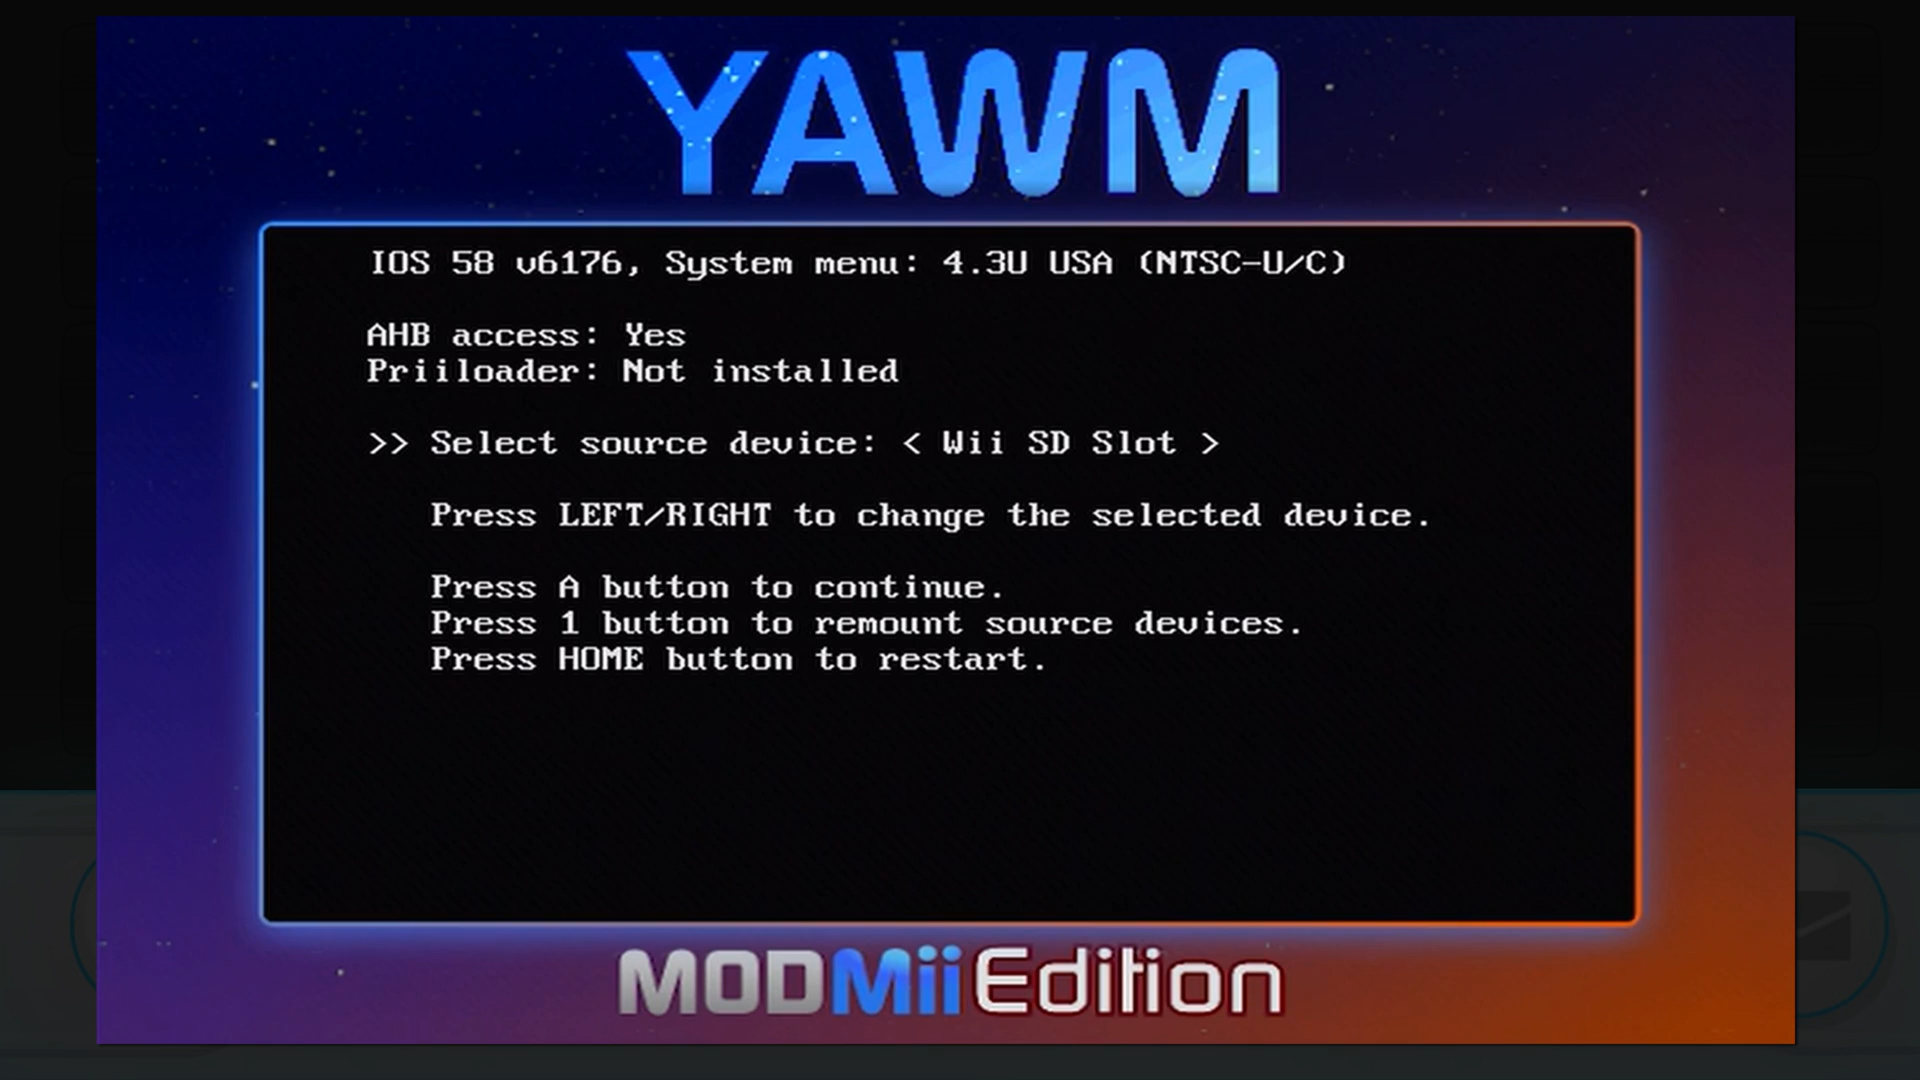 YAWM
IOS 58 v6176, System menu: 4.3U USA (NTSC-U/C)
AHB access: Yes
Priiloader: Not installed
>> Select source device: < Wii SD Slot >
Press LEFT/RIGHT to change the selected device.
Press A button to continue.
Press 1 button to remount source devices.
Press HOME button to restart.
MODMii Edition